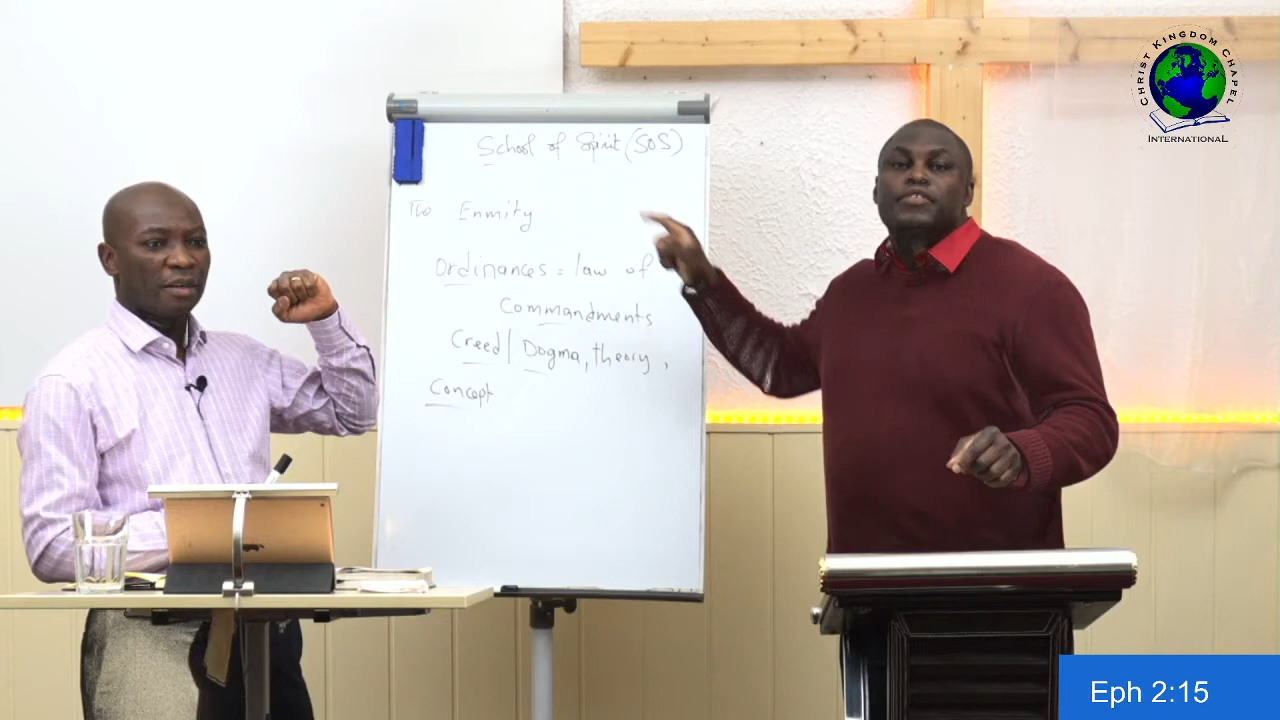 School of Spirit (SOS)
The Enmity
Ordinances = law of
Commandments
Creed / Dogma, theory,
Concept
CHRIST KINGDOM CHAPEL
INTERNATIONAL
Eph 2:15